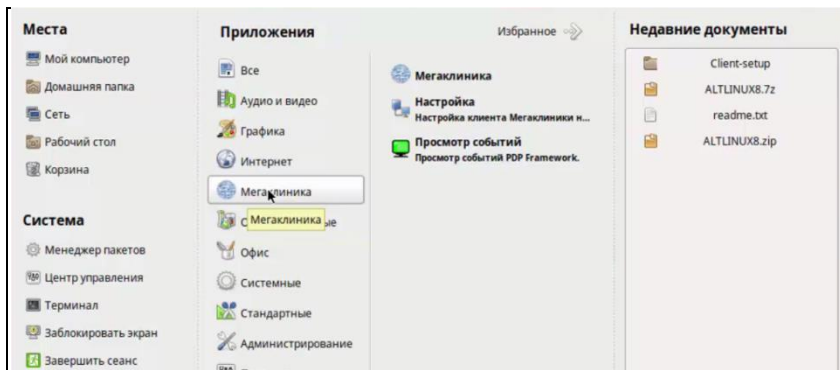 Места
Мой компьютер
Домашняя папка
Сеть
Рабочий стол
Корзина
Система
Менеджер пакетов
Центр управления
Терминал
Заблокировать экран
Завершить сеанс
Приложения
Избранное
Все
Аудио и видео
Графика
Интернет
Мегаклиника
Мегаклиника
Офис
Системные
Стандартные
Администрирование
Мегаклиника
Настройка
Настройка клиента Мегаклиники н...
Просмотр событий
Просмотр событий PDP Framework.
Недавние документы
Client-setup
ALTLINUX8.7z
readme.txt
ALTLINUX8.zip